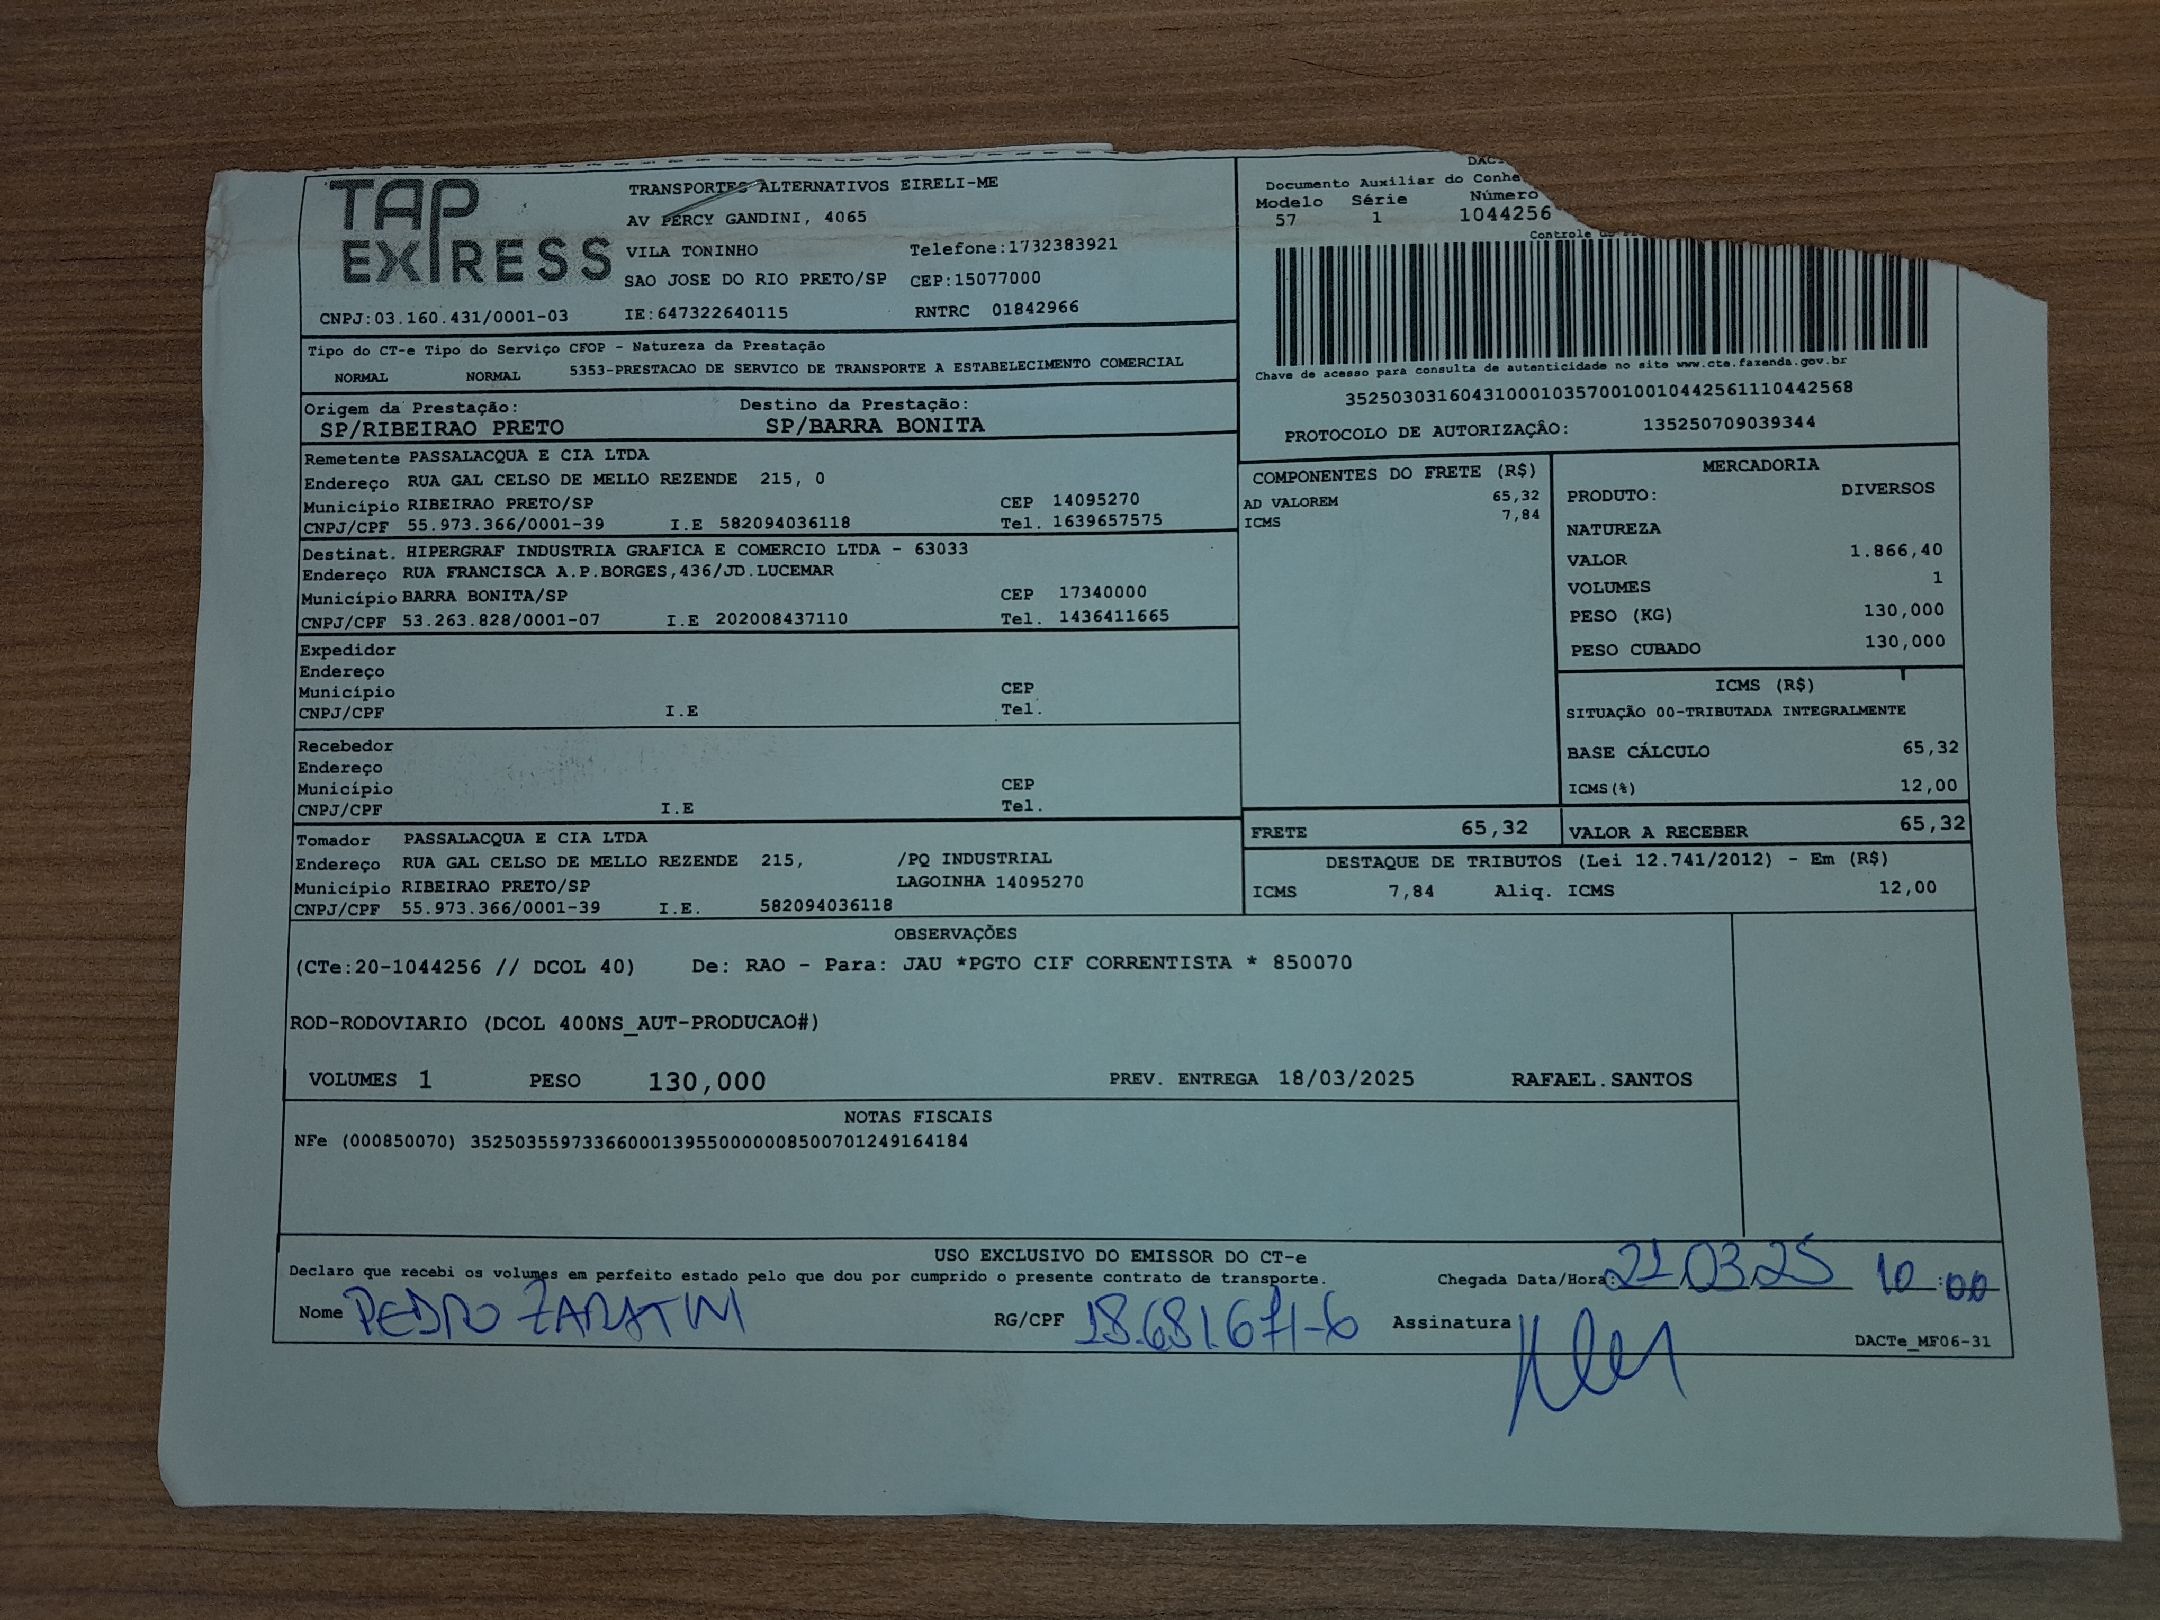 TAP EXPRESS
TRANSPORTES ALTERNATIVOS EIRELI-ME
AV PERCY GANDINI, 4065
VILA TONINHO Telefone:1732383921
SAO JOSE DO RIO PRETO/SP CEP:15077000
CNPJ:03.160.431/0001-03 IE:647322640115 RNTRC 01842966
Documento Auxiliar do
Modelo Série Número
57 1 1044256
Controle
Chave de acesso para consulta de autenticidade no site www.cte.fazenda.gov.br
35250303160431000103570010010442561110442568
PROTOCOLO DE AUTORIZAÇÂO: 135250709039344
Tipo do CT-e Tipo do Serviço CFOP - Natureza da Prestação
NORMAL NORMAL 5353-PRESTACAO DE SERVICO DE TRANSPORTE A ESTABELECIMENTO COMERCIAL
Origem da Prestação: Destino da Prestação:
SP/RIBEIRAO PRETO SP/BARRA BONITA
Remetente PASSALACQUA E CIA LTDA
Endereço RUA GAL CELSO DE MELLO REZENDE 215, 0
Município RIBEIRAO PRETO/SP CEP 14095270
CNPJ/CPF 55.973.366/0001-39 I.E 582094036118 Tel. 1639657575
Destinat. HIPERGRAF INDUSTRIA GRAFICA E COMERCIO LTDA - 63033
Endereço RUA FRANCISCA A.P.BORGES,436/JD.LUCEMAR
Município BARRA BONITA/SP CEP 17340000
CNPJ/CPF 53.263.828/0001-07 I.E 202008437110 Tel. 1436411665
Expedidor
Endereço
Município CEP
CNPJ/CPF I.E Tel.
Recebedor
Endereço
Município CEP
CNPJ/CPF I.E Tel.
Tomador PASSALACQUA E CIA LTDA
Endereço RUA GAL CELSO DE MELLO REZENDE 215, /PQ INDUSTRIAL
Município RIBEIRAO PRETO/SP LAGOINHA 14095270
CNPJ/CPF 55.973.366/0001-39 I.E. 582094036118
COMPONENTES DO FRETE (R$)
AD VALOREM 65,32
ICMS 7,84
MERCADORIA
PRODUTO: DIVERSOS
NATUREZA
VALOR 1.866,40
VOLUMES 1
PESO (KG) 130,000
PESO CUBADO 130,000
ICMS (R$)
SITUAÇÃO 00-TRIBUTADA INTEGRALMENTE
BASE CÁLCULO 65,32
ICMS(%) 12,00
FRETE 65,32 VALOR A RECEBER 65,32
DESTAQUE DE TRIBUTOS (Lei 12.741/2012) - Em (R$)
ICMS 7,84 Aliq. ICMS 12,00
OBSERVAÇÕES
(CTe:20-1044256 // DCOL 40) De: RAO - Para: JAU *PGTO CIF CORRENTISTA * 850070
ROD-RODOVIARIO (DCOL 400NS_AUT-PRODUCAO#)
VOLUMES 1 PESO 130,000 PREV. ENTREGA 18/03/2025 RAFAEL.SANTOS
NOTAS FISCAIS
NFe (000850070) 35250355973366000139550000008500701249164184
USO EXCLUSIVO DO EMISSOR DO CT-e
Declaro que recebi os volumes em perfeito estado pelo que dou por cumprido o presente contrato de transporte. Chegada Data/Hora: 21 03 25 10:00
Nome PEDRO ZARATIN RG/CPF 28.681.671-6 Assinatura
DACTe_MF06-31